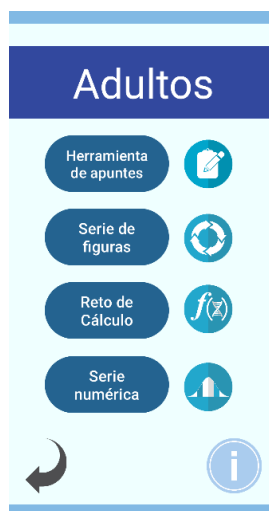 Adultos
Herramienta
de apuntes
Serie de
figuras
Reto de
Cálculo
f(x)
Serie
numérica
i